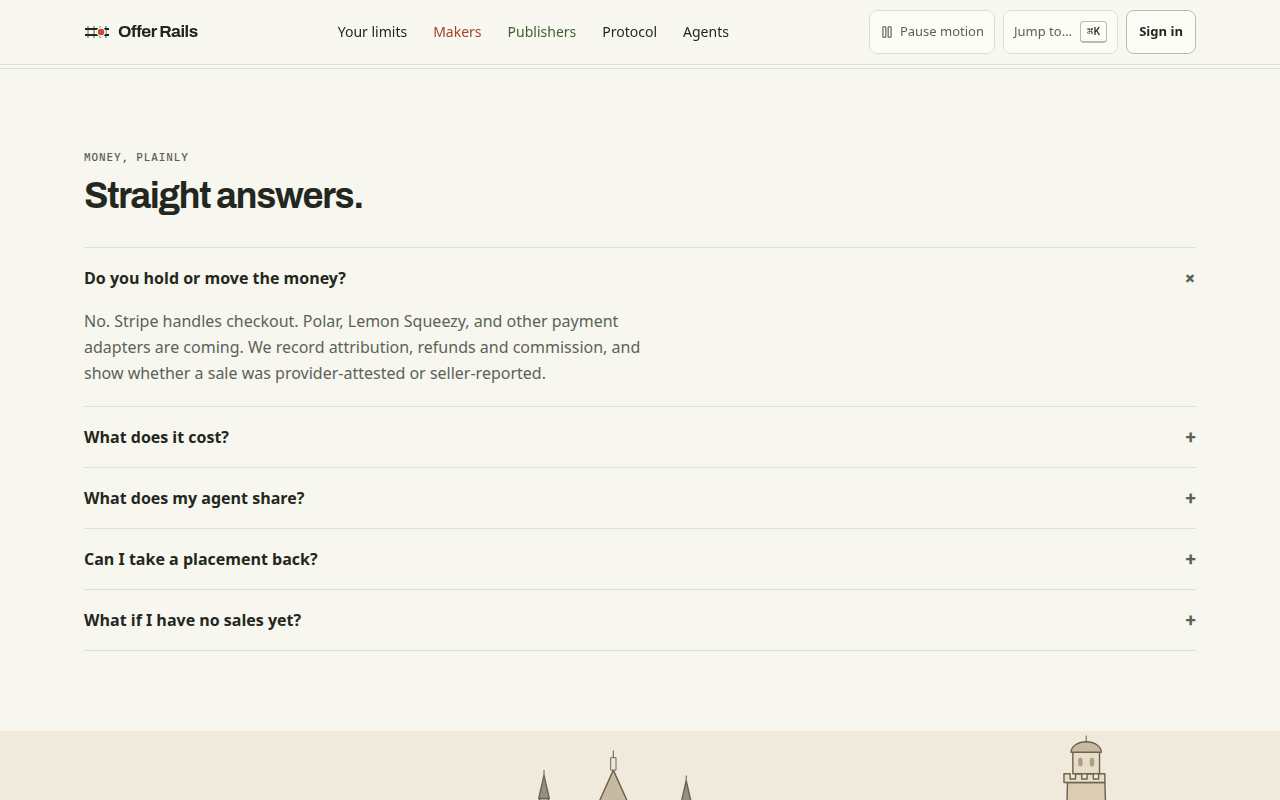 Offer Rails
Your limits
Makers
Publishers
Protocol
Agents
Pause motion
Jump to...
⌘K
Sign in
MONEY, PLAINLY
Straight answers.
Do you hold or move the money?
No. Stripe handles checkout. Polar, Lemon Squeezy, and other payment
adapters are coming. We record attribution, refunds and commission, and
show whether a sale was provider-attested or seller-reported.
What does it cost?
What does my agent share?
Can I take a placement back?
What if I have no sales yet?